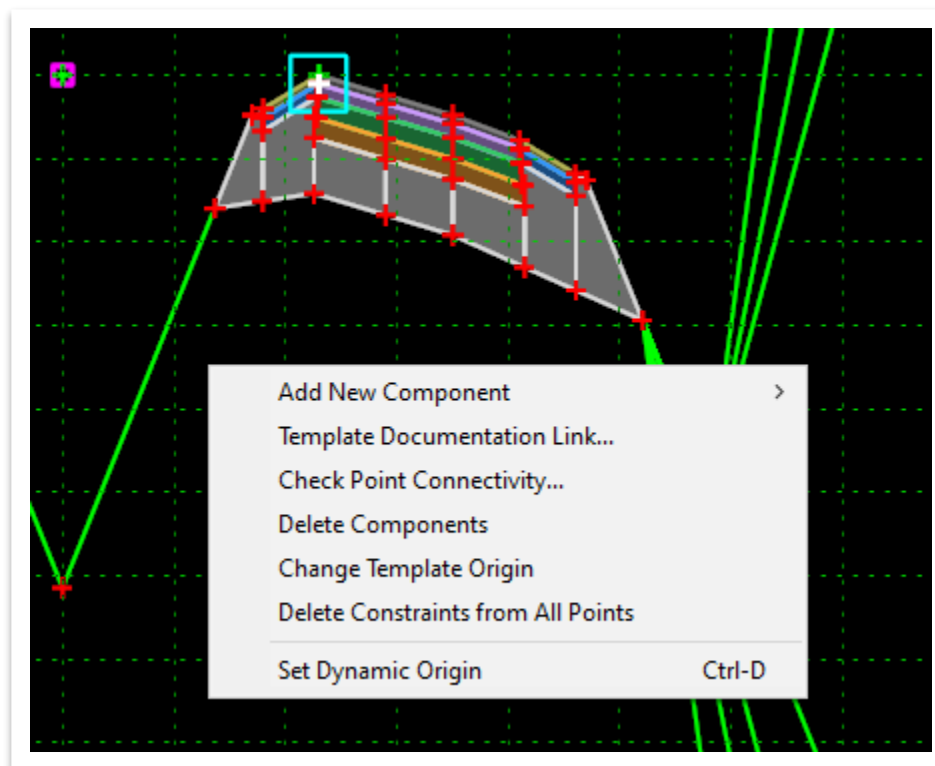 Add New Component
Template Documentation Link...
Check Point Connectivity...
Delete Components
Change Template Origin
Delete Constraints from All Points
Set Dynamic Origin Ctrl-D